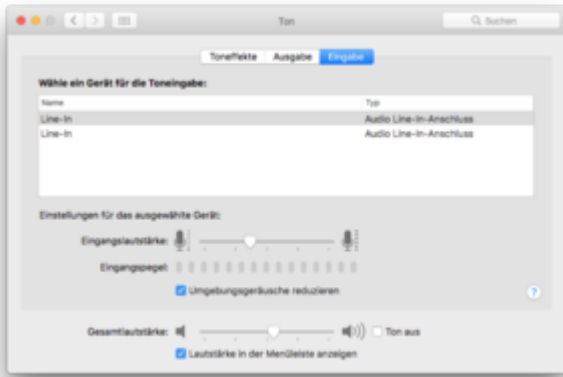 Ton
Suchen
Toneffekte Ausgabe Eingabe
Wähle ein Gerät für die Toneingabe:
Name Typ
Line-In Audio Line-In-Anschluss
Line-In Audio Line-In-Anschluss
Einstellungen für das ausgewählte Gerät:
Eingangslautstärke:
Eingangspegel:
Umgebungsgeräusche reduzieren
?
Gesamtlautstärke: Ton aus
Lautstärke in der Menüleiste anzeigen